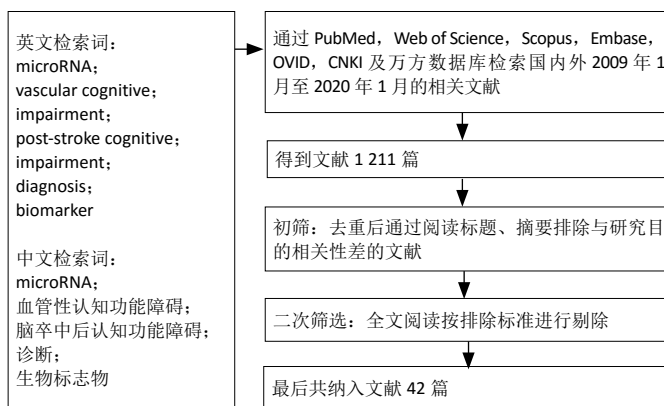 英文检索词：
microRNA；
vascular cognitive；
impairment；
post-stroke cognitive；
impairment；
diagnosis；
biomarker
中文检索词：
microRNA；
血管性认知功能障碍；
脑卒中后认知功能障碍；
诊断；
生物标志物
通过 PubMed，Web of Science，Scopus，Embase，
OVID，CNKI 及万方数据库检索国内外 2009 年 1
月至 2020 年 1 月的相关文献
得到文献 1 211 篇
初筛：去重后通过阅读标题、摘要排除与研究目
的相关性差的文献
二次筛选：全文阅读按排除标准进行剔除
最后共纳入文献 42 篇